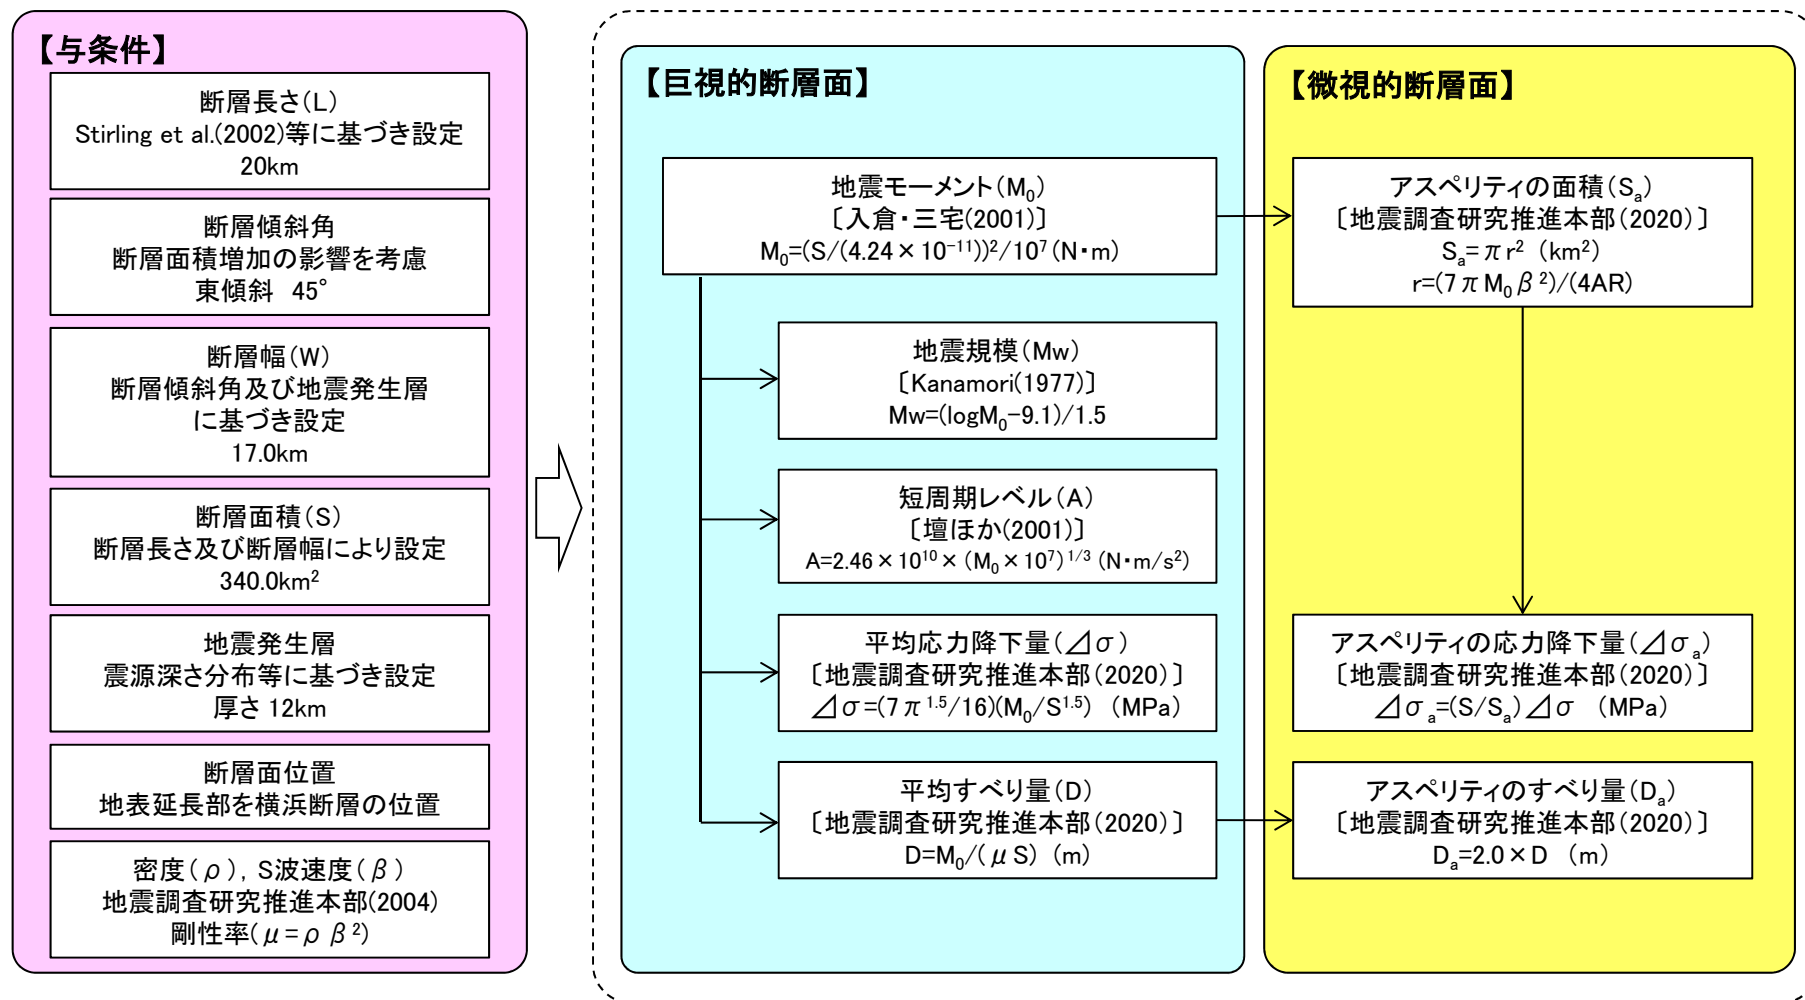 【与条件】
断層長さ(L)
Stirling et al.(2002)等に基づき設定
20km
断層傾斜角
断層面積増加の影響を考慮
東傾斜 45°
断層幅(W)
断層傾斜角及び地震発生層
に基づき設定
17.0km
断層面積(S)
断層長さ及び断層幅により設定
340.0km²
地震発生層
震源深さ分布等に基づき設定
厚さ 12km
断層面位置
地表延長部を横浜断層の位置
密度(ρ), S波速度(β)
地震調査研究推進本部(2004)
剛性率(μ=ρβ²)
【巨視的断層面】
地震モーメント(M₀)
〔入倉・三宅(2001)〕
M₀=(S/(4.24×10⁻¹¹))²/10⁷(N・m)
地震規模(Mw)
〔Kanamori(1977)〕
Mw=(logM₀-9.1)/1.5
短周期レベル(A)
〔壇ほか(2001)〕
A=2.46×10¹⁰×(M₀×10⁷)¹/³(N・m/s²)
平均応力降下量(⊿σ)
〔地震調査研究推進本部(2020)〕
⊿σ=(7π¹·⁵/16)(M₀/S¹·⁵) (MPa)
平均すべり量(D)
〔地震調査研究推進本部(2020)〕
D=M₀/(μS) (m)
【微視的断層面】
アスペリティの面積(Sₐ)
〔地震調査研究推進本部(2020)〕
Sₐ=πr² (km²)
r=(7πM₀β²)/(4AR)
アスペリティの応力降下量(⊿σₐ)
〔地震調査研究推進本部(2020)〕
⊿σₐ=(S/Sₐ)⊿σ (MPa)
アスペリティのすべり量(Dₐ)
〔地震調査研究推進本部(2020)〕
Dₐ=2.0×D (m)